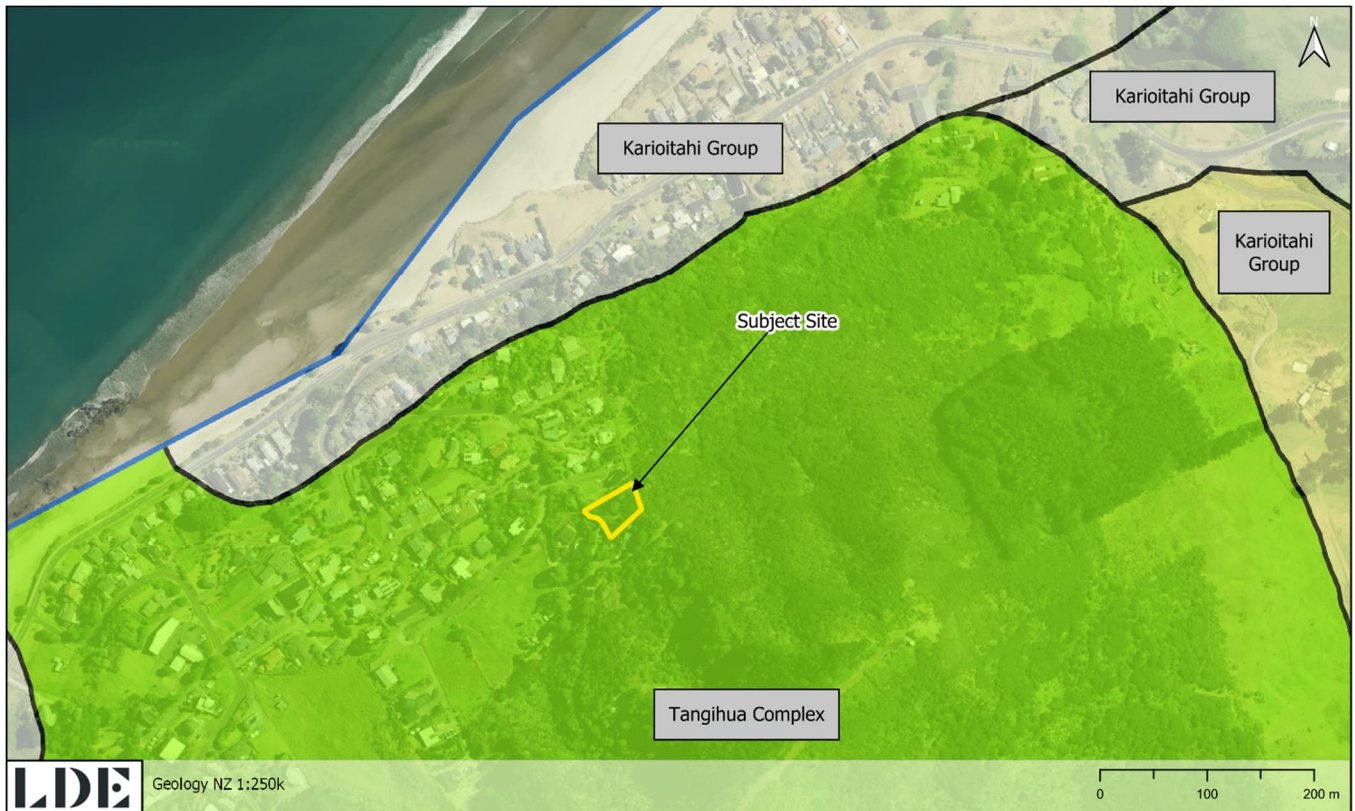 N
Karioitahi Group
Karioitahi Group
Karioitahi
Group
Subject Site
Tangihua Complex
LDE
Geology NZ 1:250k
0 100 200 m